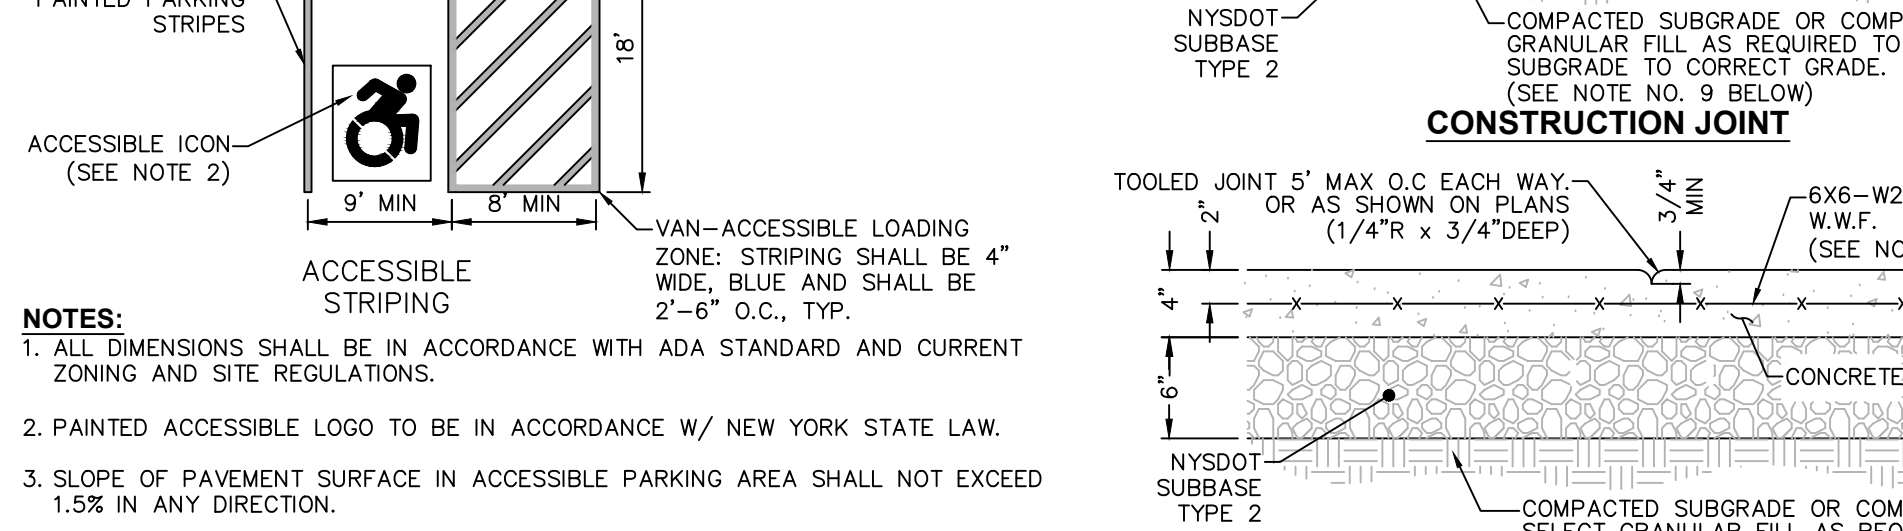 STRIPES
18'
ACCESSIBLE ICON
(SEE NOTE 2)
9' MIN
8' MIN
VAN-ACCESSIBLE LOADING
ZONE: STRIPING SHALL BE 4"
WIDE, BLUE AND SHALL BE
2'-6" O.C., TYP.
ACCESSIBLE
STRIPING
NOTES:
1. ALL DIMENSIONS SHALL BE IN ACCORDANCE WITH ADA STANDARD AND CURRENT
ZONING AND SITE REGULATIONS.
2. PAINTED ACCESSIBLE LOGO TO BE IN ACCORDANCE W/ NEW YORK STATE LAW.
3. SLOPE OF PAVEMENT SURFACE IN ACCESSIBLE PARKING AREA SHALL NOT EXCEED
1.5% IN ANY DIRECTION.
NYSDOT
SUBBASE
TYPE 2
COMPACTED SUBGRADE OR COMP
GRANULAR FILL AS REQUIRED TO
SUBGRADE TO CORRECT GRADE.
(SEE NOTE NO. 9 BELOW)
CONSTRUCTION JOINT
TOOLED JOINT 5' MAX O.C EACH WAY.
OR AS SHOWN ON PLANS
(1/4"R x 3/4"DEEP)
2"
3/4"
MIN
6X6-W2
W.W.F.
(SEE NO
4"
6"
CONCRETE
NYSDOT
SUBBASE
TYPE 2
COMPACTED SUBGRADE OR COM